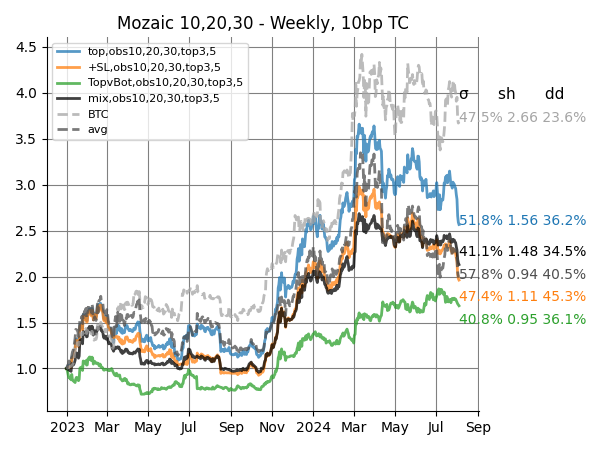 Mozaic 10,20,30 - Weekly, 10bp TC
top,obs10,20,30,top3,5
+SL,obs10,20,30,top3,5
TopvBot,obs10,20,30,top3,5
mix,obs10,20,30,top3,5
BTC
avg
4.5
4.0
3.5
3.0
2.5
2.0
1.5
1.0
σ sh dd
47.5% 2.66 23.6%
51.8% 1.56 36.2%
41.1% 1.48 34.5%
57.8% 0.94 40.5%
47.4% 1.11 45.3%
40.8% 0.95 36.1%
2023 Mar May Jul Sep Nov 2024 Mar May Jul Sep